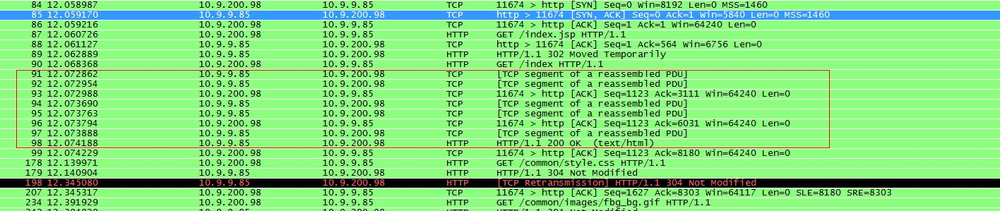 84 12.058987 10.9.200.98 10.9.9.85 TCP 11674 > http [SYN] Seq=0 Win=8192 Len=0 MSS=1460
85 12.059170 10.9.9.85 10.9.200.98 TCP http > 11674 [SYN, ACK] Seq=0 Ack=1 Win=5840 Len=0 MSS=1460
86 12.059216 10.9.200.98 10.9.9.85 TCP 11674 > http [ACK] Seq=1 Ack=1 Win=64240 Len=0
87 12.060726 10.9.200.98 10.9.9.85 HTTP GET /index.jsp HTTP/1.1
88 12.061127 10.9.9.85 10.9.200.98 TCP http > 11674 [ACK] Seq=1 Ack=564 Win=6756 Len=0
89 12.062889 10.9.9.85 10.9.200.98 HTTP HTTP/1.1 302 Moved Temporarily
90 12.068368 10.9.200.98 10.9.9.85 HTTP GET /index HTTP/1.1
91 12.072862 10.9.9.85 10.9.200.98 TCP [TCP segment of a reassembled PDU]
92 12.072954 10.9.9.85 10.9.200.98 TCP [TCP segment of a reassembled PDU]
93 12.072988 10.9.200.98 10.9.9.85 TCP 11674 > http [ACK] Seq=1123 Ack=3111 Win=64240 Len=0
94 12.073690 10.9.9.85 10.9.200.98 TCP [TCP segment of a reassembled PDU]
95 12.073763 10.9.9.85 10.9.200.98 TCP [TCP segment of a reassembled PDU]
96 12.073794 10.9.200.98 10.9.9.85 TCP 11674 > http [ACK] Seq=1123 Ack=6031 Win=64240 Len=0
97 12.073888 10.9.9.85 10.9.200.98 TCP [TCP segment of a reassembled PDU]
98 12.074188 10.9.9.85 10.9.200.98 HTTP HTTP/1.1 200 OK (text/html)
99 12.074229 10.9.200.98 10.9.9.85 TCP 11674 > http [ACK] Seq=1123 Ack=8180 Win=64240 Len=0
178 12.139971 10.9.200.98 10.9.9.85 HTTP GET /common/style.css HTTP/1.1
179 12.140904 10.9.9.85 10.9.200.98 HTTP HTTP/1.1 304 Not Modified
198 12.345080 10.9.9.85 10.9.200.98 HTTP [TCP Retransmission] HTTP/1.1 304 Not Modified
207 12.345317 10.9.200.98 10.9.9.85 TCP 11674 > http [ACK] Seq=1627 Ack=8303 Win=64117 Len=0 SLE=8180 SRE=8303
234 12.391929 10.9.200.98 10.9.9.85 HTTP GET /common/images/fbg_bg.gif HTTP/1.1